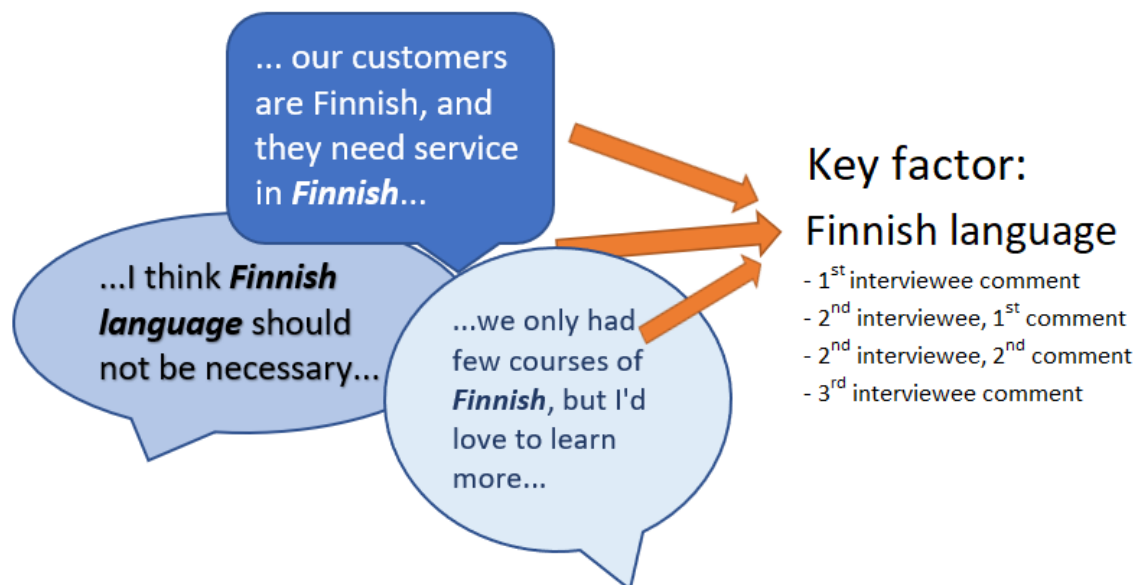 ... our customers
are Finnish, and
they need service
in Finnish...
...I think Finnish
language should
not be necessary...
...we only had
few courses of
Finnish, but I'd
love to learn
more...
Key factor:
Finnish language
- 1st interviewee comment
- 2nd interviewee, 1st comment
- 2nd interviewee, 2nd comment
- 3rd interviewee comment